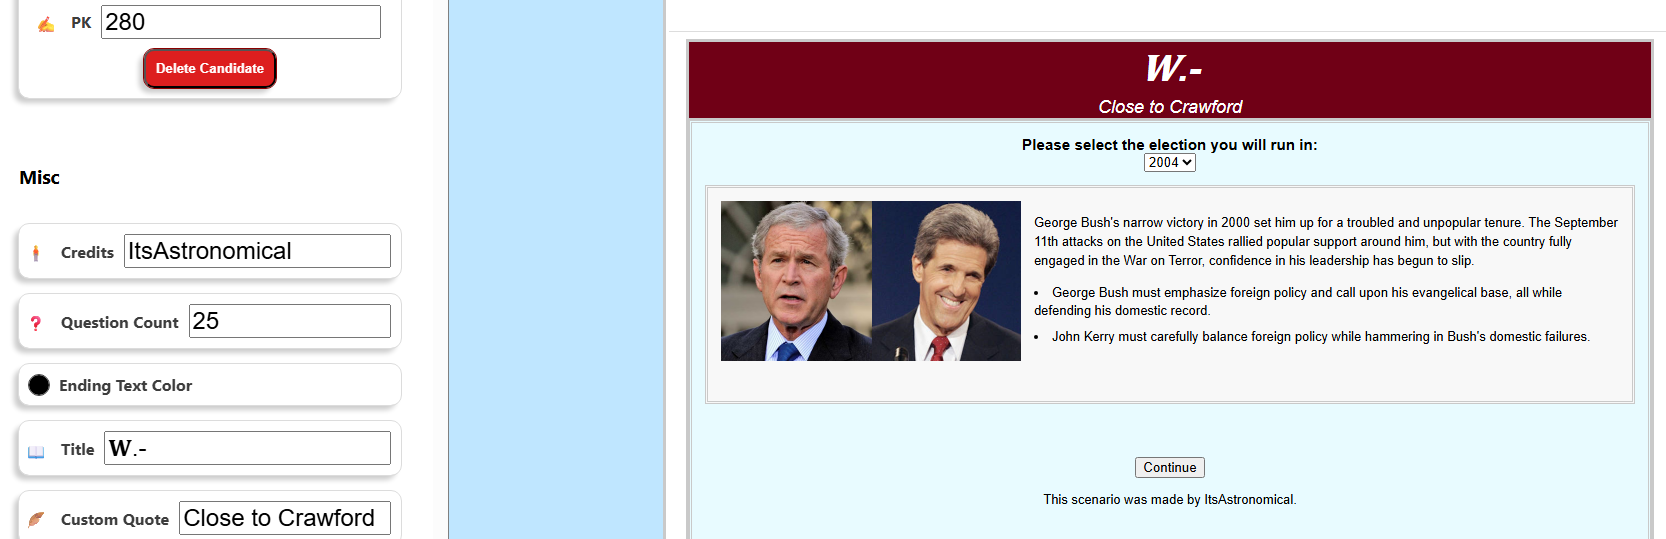 PK 280
Delete Candidate
Misc
Credits ItsAstronomical
Question Count 25
Ending Text Color
Title W.-
Custom Quote Close to Crawford
W.-
Close to Crawford
Please select the election you will run in:
2004
George Bush's narrow victory in 2000 set him up for a troubled and unpopular tenure. The September
11th attacks on the United States rallied popular support around him, but with the country fully
engaged in the War on Terror, confidence in his leadership has begun to slip.
• George Bush must emphasize foreign policy and call upon his evangelical base, all while
defending his domestic record.
• John Kerry must carefully balance foreign policy while hammering in Bush's domestic failures.
Continue
This scenario was made by ItsAstronomical.